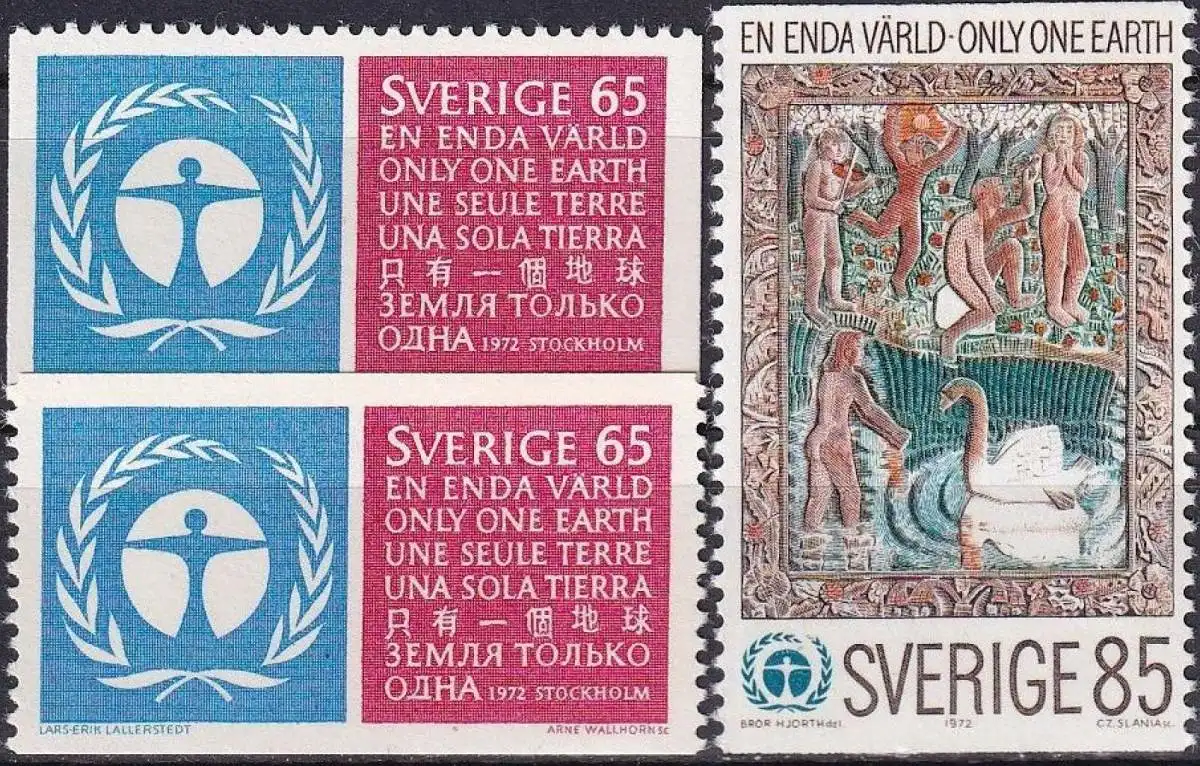 SVERIGE 65
EN ENDA VÄRLD
ONLY ONE EARTH
UNE SEULE TERRE
UNA SOLA TIERRA
只有一個地球
ЗЕМЛЯ ТОЛЬКО
ОДНА 1972 STOCKHOLM
SVERIGE 65
EN ENDA VÄRLD
ONLY ONE EARTH
UNE SEULE TERRE
UNA SOLA TIERRA
只有一個地球
ЗЕМЛЯ ТОЛЬКО
ОДНА 1972 STOCKHOLM
LARS-ERIK LALLERSTEDT ARNE WALLHORN SC
EN ENDA VÄRLD·ONLY ONE EARTH
SVERIGE 85
BROR HJORTH del 1972 CZ. SLANIA sc.